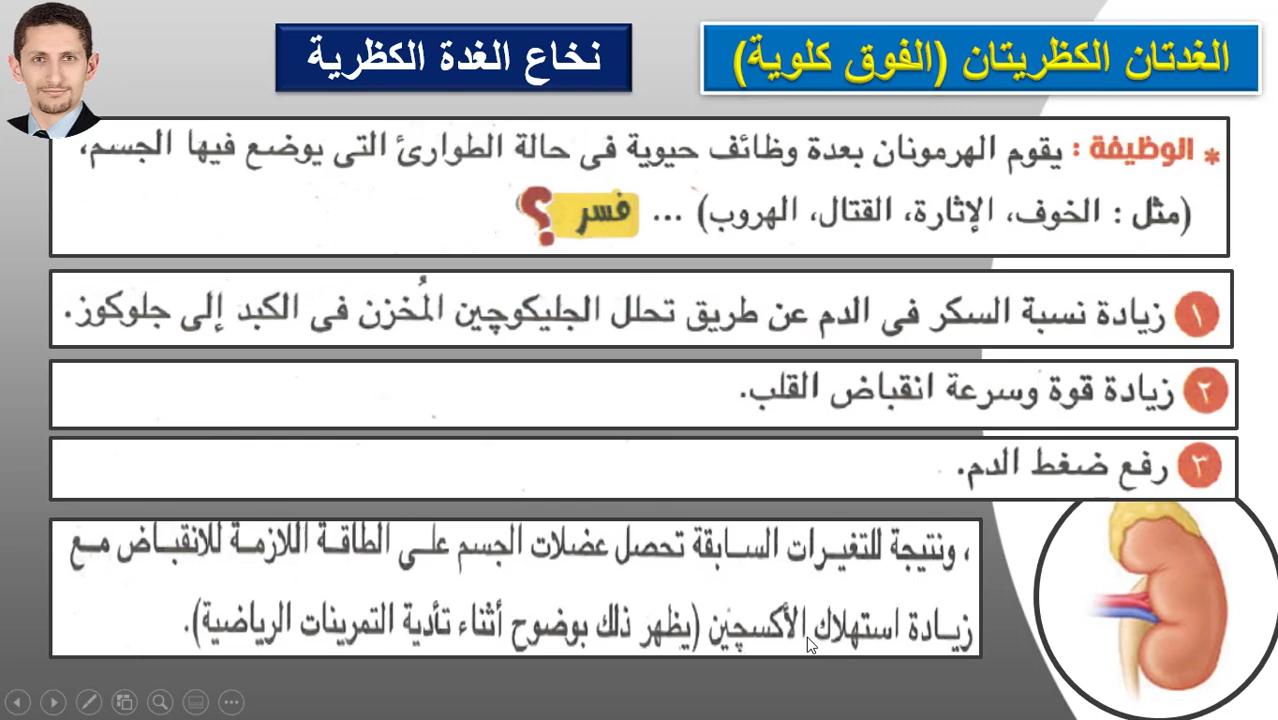 الغدتان الكظريتان (الفوق كلوية)
نخاع الغدة الكظرية
* الوظيفة : يقوم الهرمونان بعدة وظائف حيوية فى حالة الطوارئ التى يوضع فيها الجسم،
(مثل : الخوف، الإثارة، القتال، الهروب) ... فسر ؟
١ زيادة نسبة السكر فى الدم عن طريق تحلل الجليكوچين المُخزن فى الكبد إلى جلوكوز.
٢ زيادة قوة وسرعة انقباض القلب.
٣ رفع ضغط الدم.
، ونتيجة للتغيرات السابقة تحصل عضلات الجسم على الطاقة اللازمة للانقباض مع
زيادة استهلاك الأكسچين (يظهر ذلك بوضوح أثناء تأدية التمرينات الرياضية).